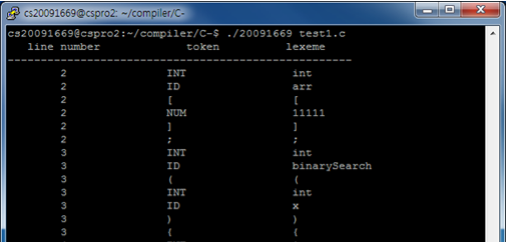 cs20091669@cspro2: ~/compiler/C-
cs20091669@cspro2:~/compiler/C-$ ./20091669 test1.c
line number token lexeme
--------------------------------------------------
2 INT int
2 ID arr
2 [ [
2 NUM 11111
2 ] ]
2 ; ;
3 INT int
3 ID binarySearch
3 ( (
3 INT int
3 ID x
3 ) )
3 { {